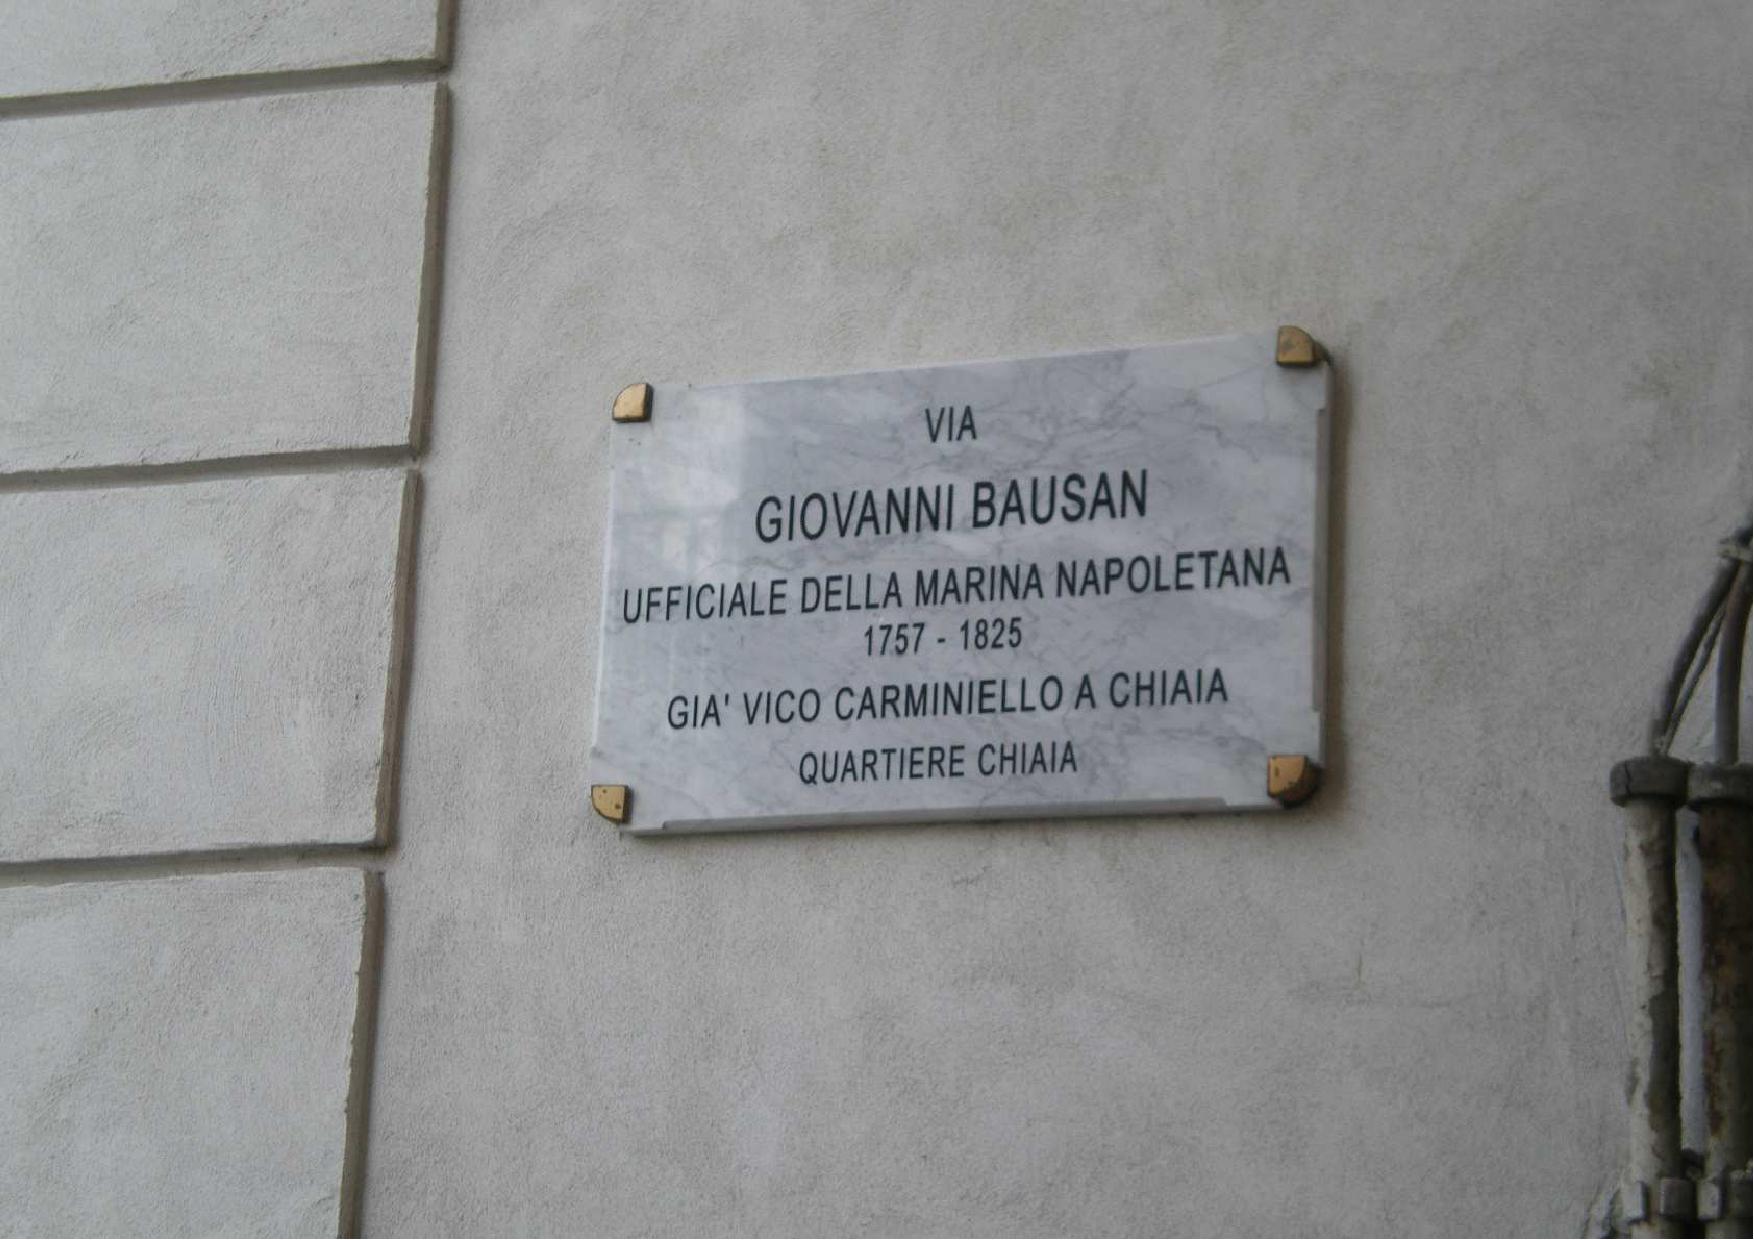 VIA
GIOVANNI BAUSAN
UFFICIALE DELLA MARINA NAPOLETANA
1757 - 1825
GIA' VICO CARMINIELLO A CHIAIA
QUARTIERE CHIAIA